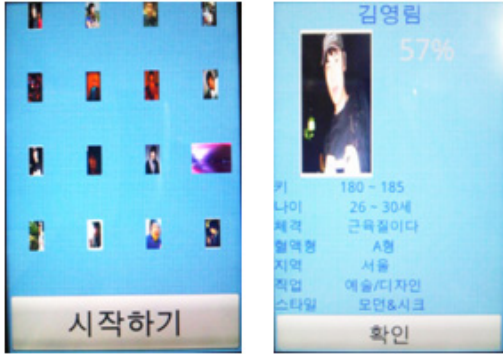 시작하기
김영림
57%
키 180 ~ 185
나이 26 ~ 30세
체격 근육질이다
혈액형 A형
지역 서울
직업 예술/디자인
스타일 모던&시크
확인